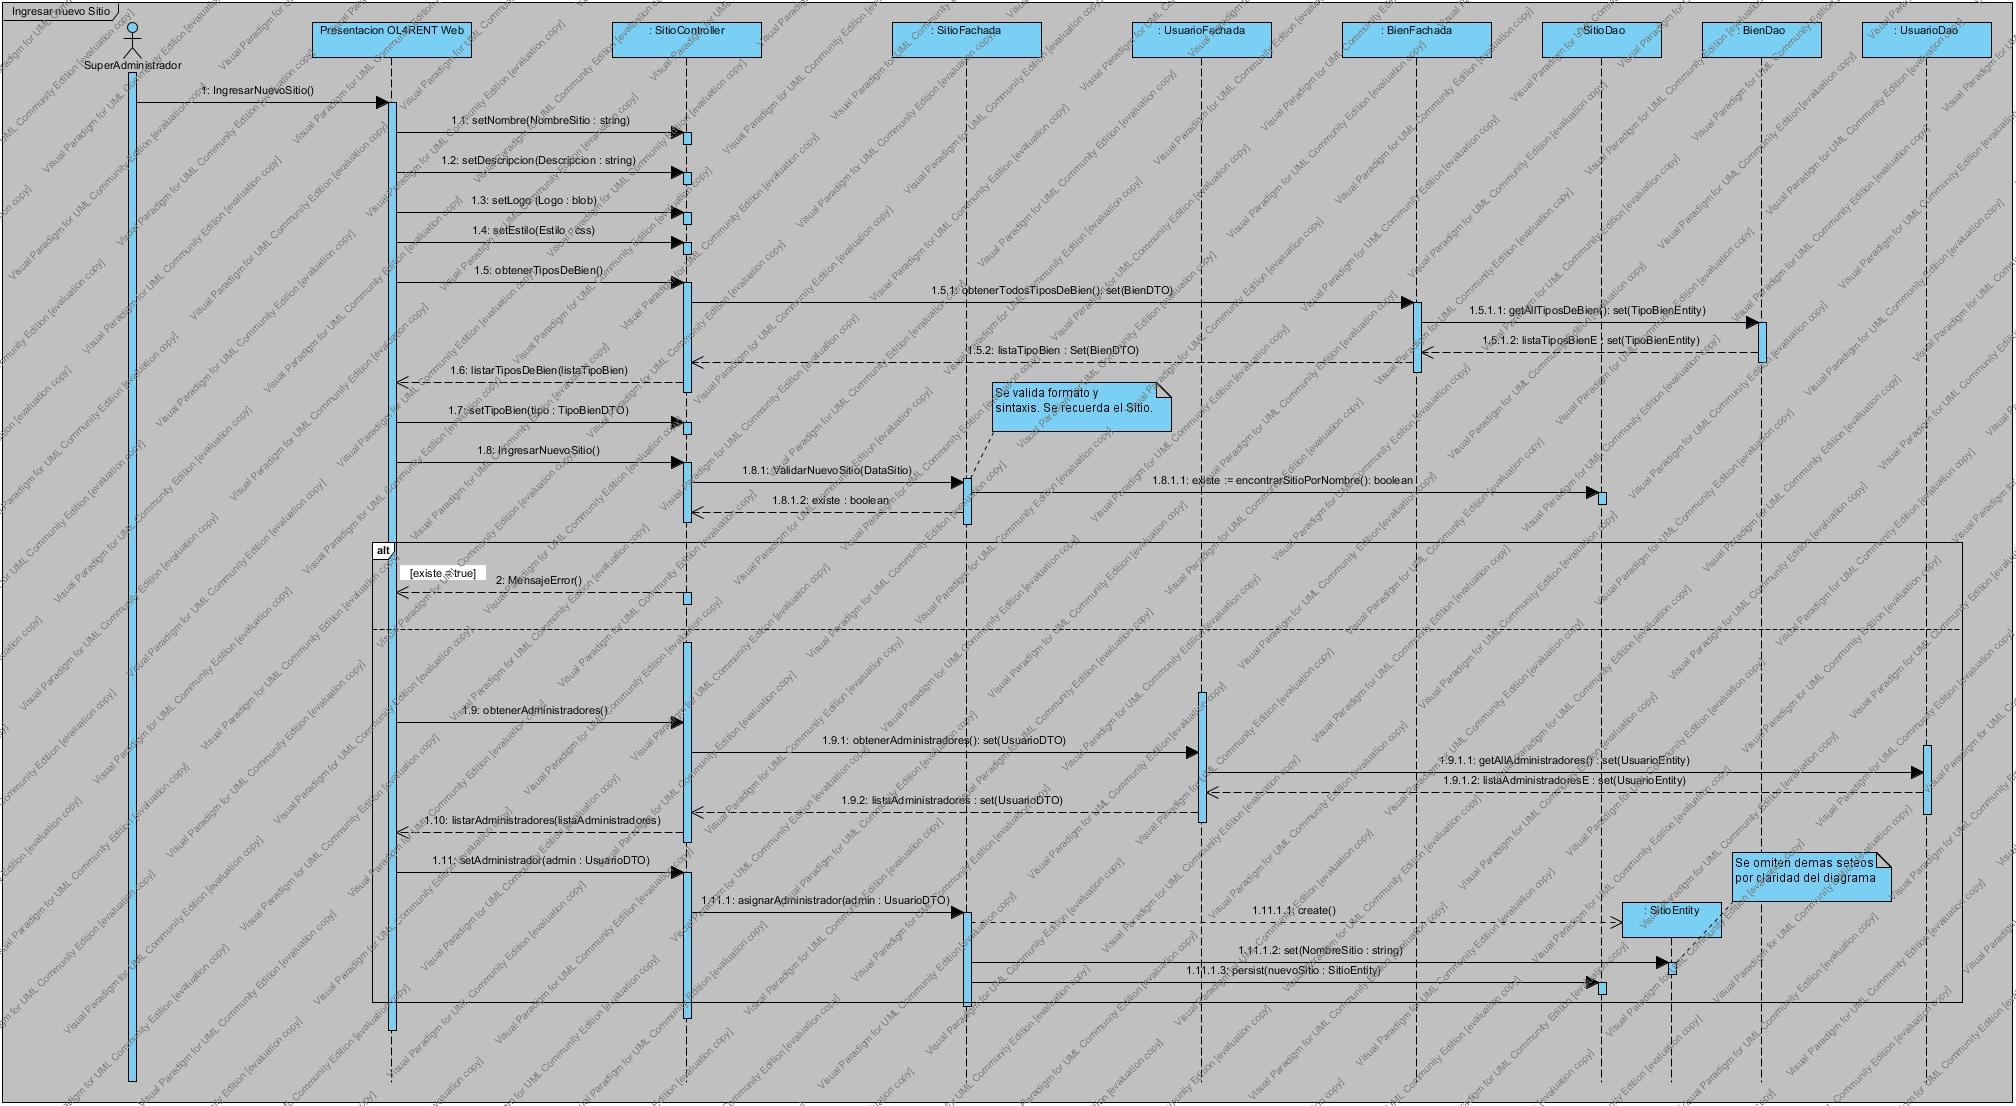 Ingresar nuevo Sitio
SuperAdministrador
Presentacion OL4RENT Web
: SitioController
: SitioFachada
: UsuarioFachada
: BienFachada
: SitioDao
: BienDao
: UsuarioDao
1: IngresarNuevoSitio()
1.1: setNombre(NombreSitio : string)
1.2: setDescripcion(Descripcion : string)
1.3: setLogo (Logo : blob)
1.4: setEstilo(Estilo : css)
1.5: obtenerTiposDeBien()
1.5.1: obtenerTodosTiposDeBien(): set(BienDTO)
1.5.1.1: getAllTiposDeBien(): set(TipoBienEntity)
1.5.1.2: listaTiposBienE : set(TipoBienEntity)
1.5.2: listaTipoBien : Set(BienDTO)
1.6: listarTiposDeBien(listaTipoBien)
Se valida formato y
sintaxis. Se recuerda el Sitio.
1.7: setTipoBien(tipo : TipoBienDTO)
1.8: IngresarNuevoSitio()
1.8.1: ValidarNuevoSitio(DataSitio)
1.8.1.1: existe := encontrarSitioPorNombre(): boolean
1.8.1.2: existe : boolean
alt
[existe = true]
2: MensajeError()
1.9: obtenerAdministradores()
1.9.1: obtenerAdministradores(): set(UsuarioDTO)
1.9.1.1: getAllAdministradores() : set(UsuarioEntity)
1.9.1.2: listaAdministradoresE : set(UsuarioEntity)
1.9.2: listaAdministradores : set(UsuarioDTO)
1.10: listarAdministradores(listaAdministradores)
1.11: setAdministrador(admin : UsuarioDTO)
Se omiten demas seteos
por claridad del diagrama
1.11.1: asignarAdministrador(admin : UsuarioDTO)
1.11.1.1: create()
: SitioEntity
1.11.1.2: set(NombreSitio : string)
1.11.1.3: persist(nuevoSitio : SitioEntity)
Visual Paradigm for UML Community Edition [evaluation copy]